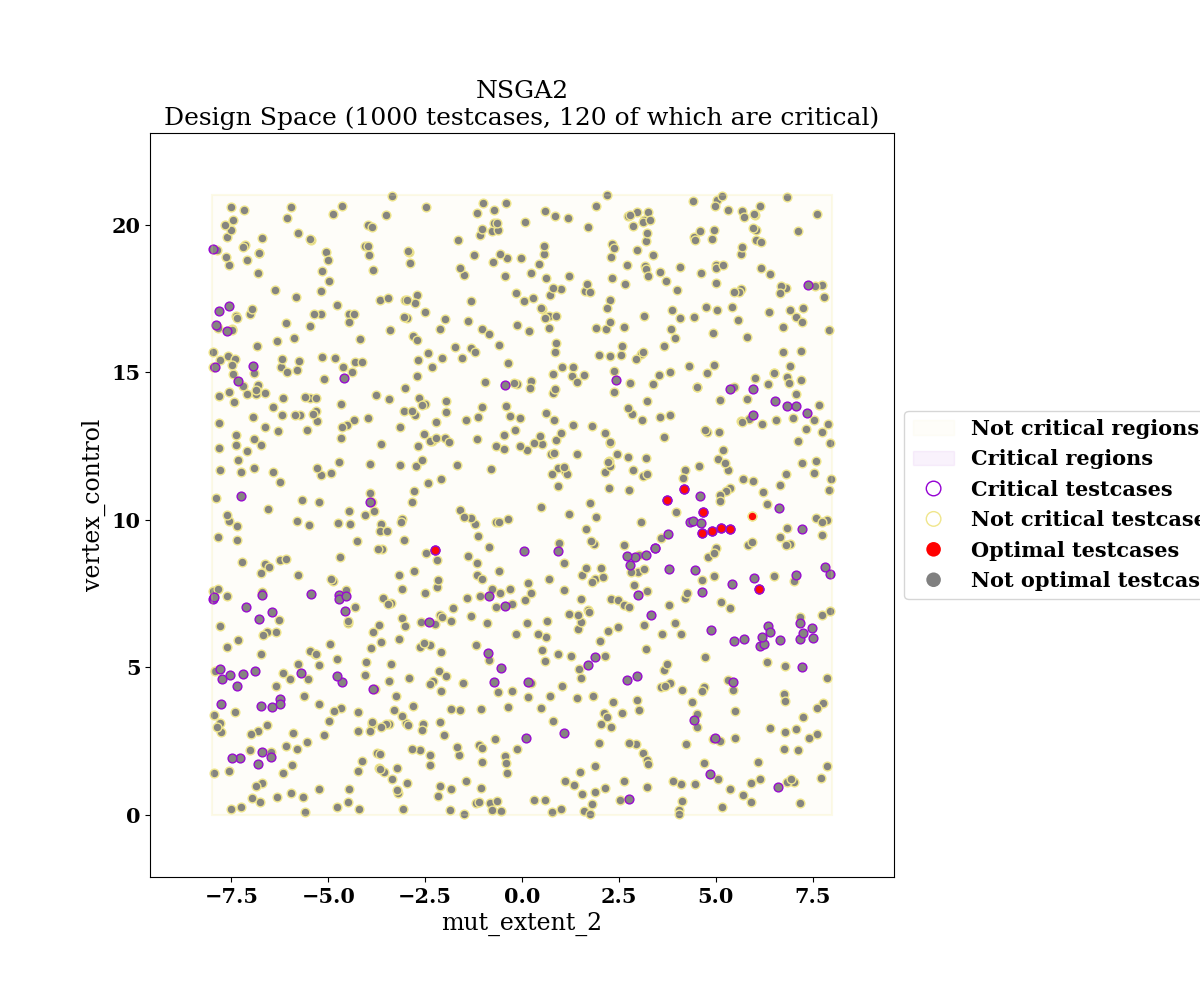 NSGA2
Design Space (1000 testcases, 120 of which are critical)
20
15
10
5
0
vertex_control
−7.5
−5.0
−2.5
0.0
2.5
5.0
7.5
mut_extent_2
Not critical regions
Critical regions
Critical testcases
Not critical testcase
Optimal testcases
Not optimal testcas